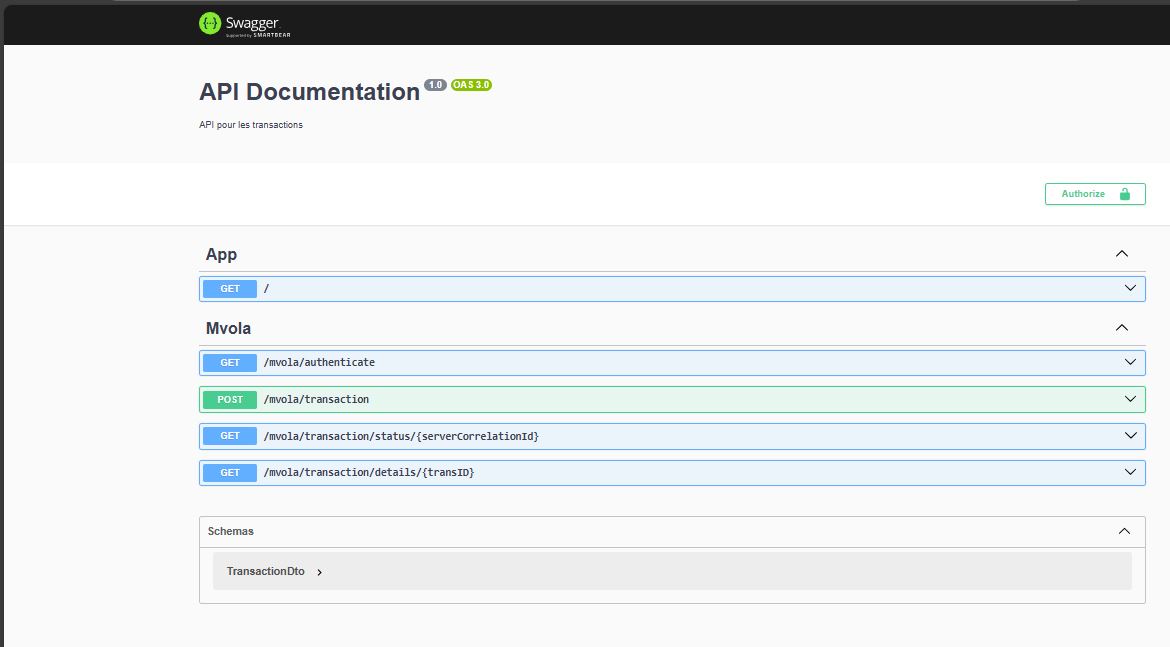 Swagger.
Supported by SMARTBEAR
API Documentation 1.0 OAS 3.0
API pour les transactions
Authorize
App
GET /
Mvola
GET /mvola/authenticate
POST /mvola/transaction
GET /mvola/transaction/status/{serverCorrelationId}
GET /mvola/transaction/details/{transID}
Schemas
TransactionDto